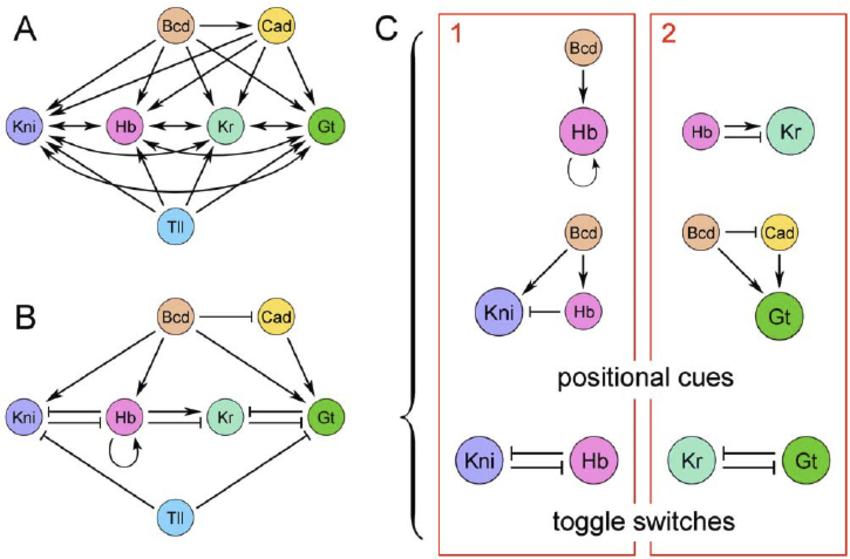 A
Bcd Cad
Kni Hb Kr Gt
Tll
B
Bcd Cad
Kni Hb Kr Gt
Tll
C
1
Bcd
Hb
Bcd
Kni Hb
2
Hb Kr
Bcd Cad
Gt
positional cues
Kni Hb
Kr Gt
toggle switches